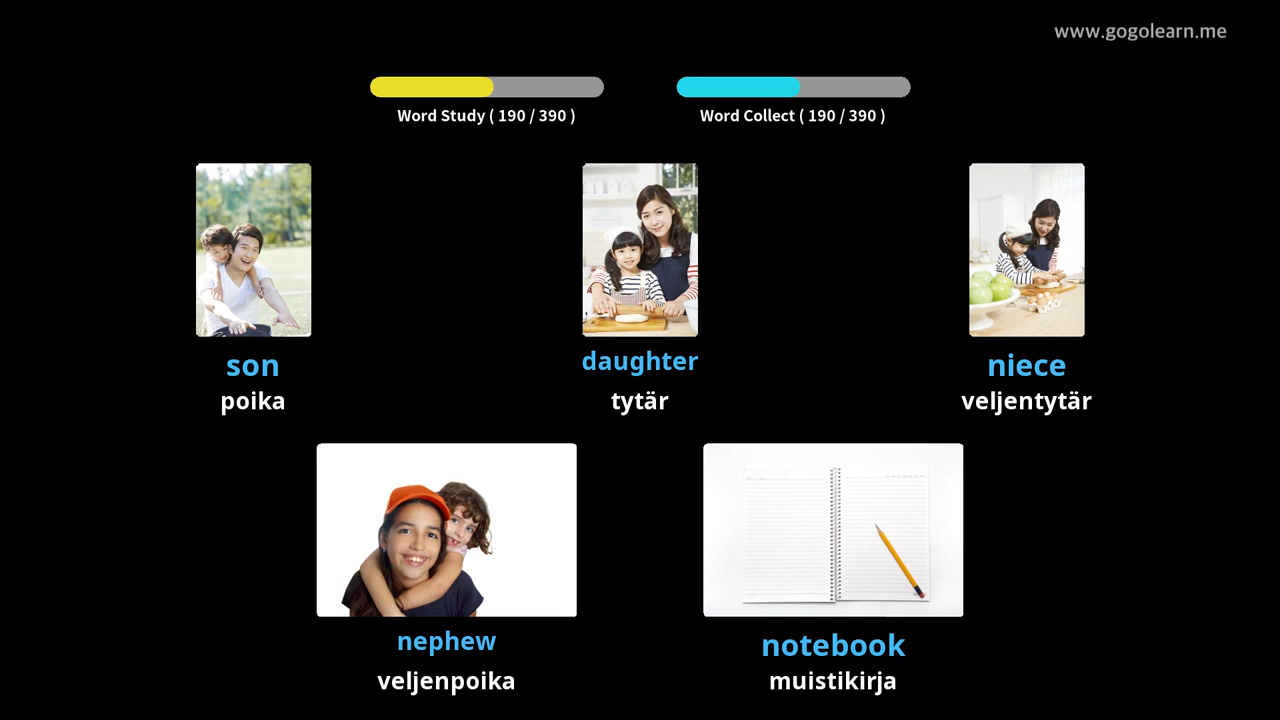 www.gogolearn.me
Word Study ( 190 / 390 )
Word Collect ( 190 / 390 )
son
poika
daughter
tytär
niece
veljentytär
nephew
veljenpoika
notebook
muistikirja